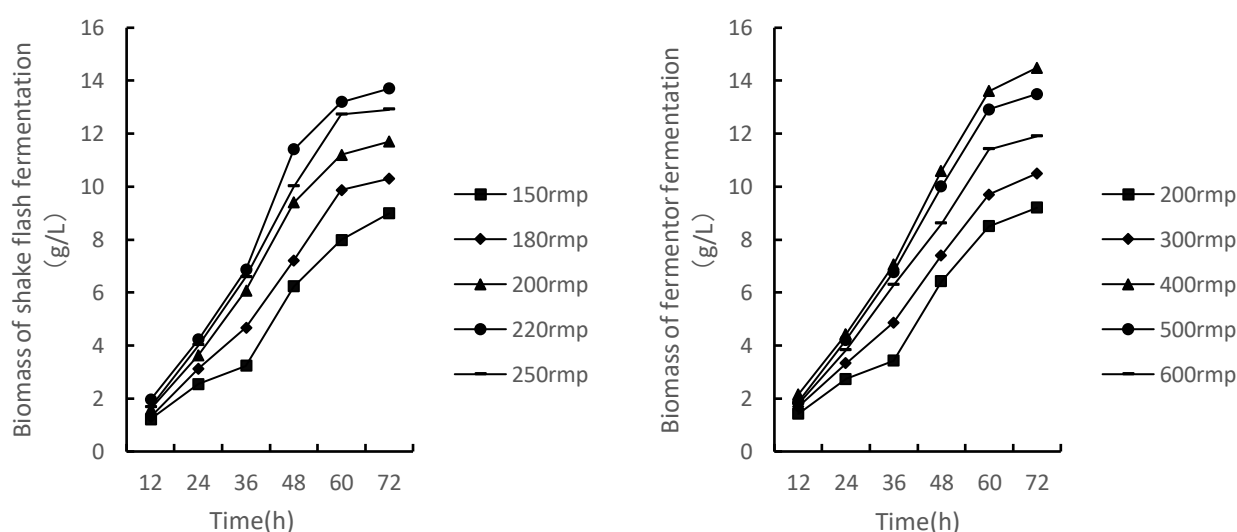 16
14
12
10
8
6
4
2
0
12 24 36 48 60 72
Time(h)
Biomass of shake flash fermentation
（g/L）
150rmp
180rmp
200rmp
220rmp
250rmp
16
14
12
10
8
6
4
2
0
12 24 36 48 60 72
Time(h)
Biomass of fermentor fermentation
（g/L）
200rmp
300rmp
400rmp
500rmp
600rmp